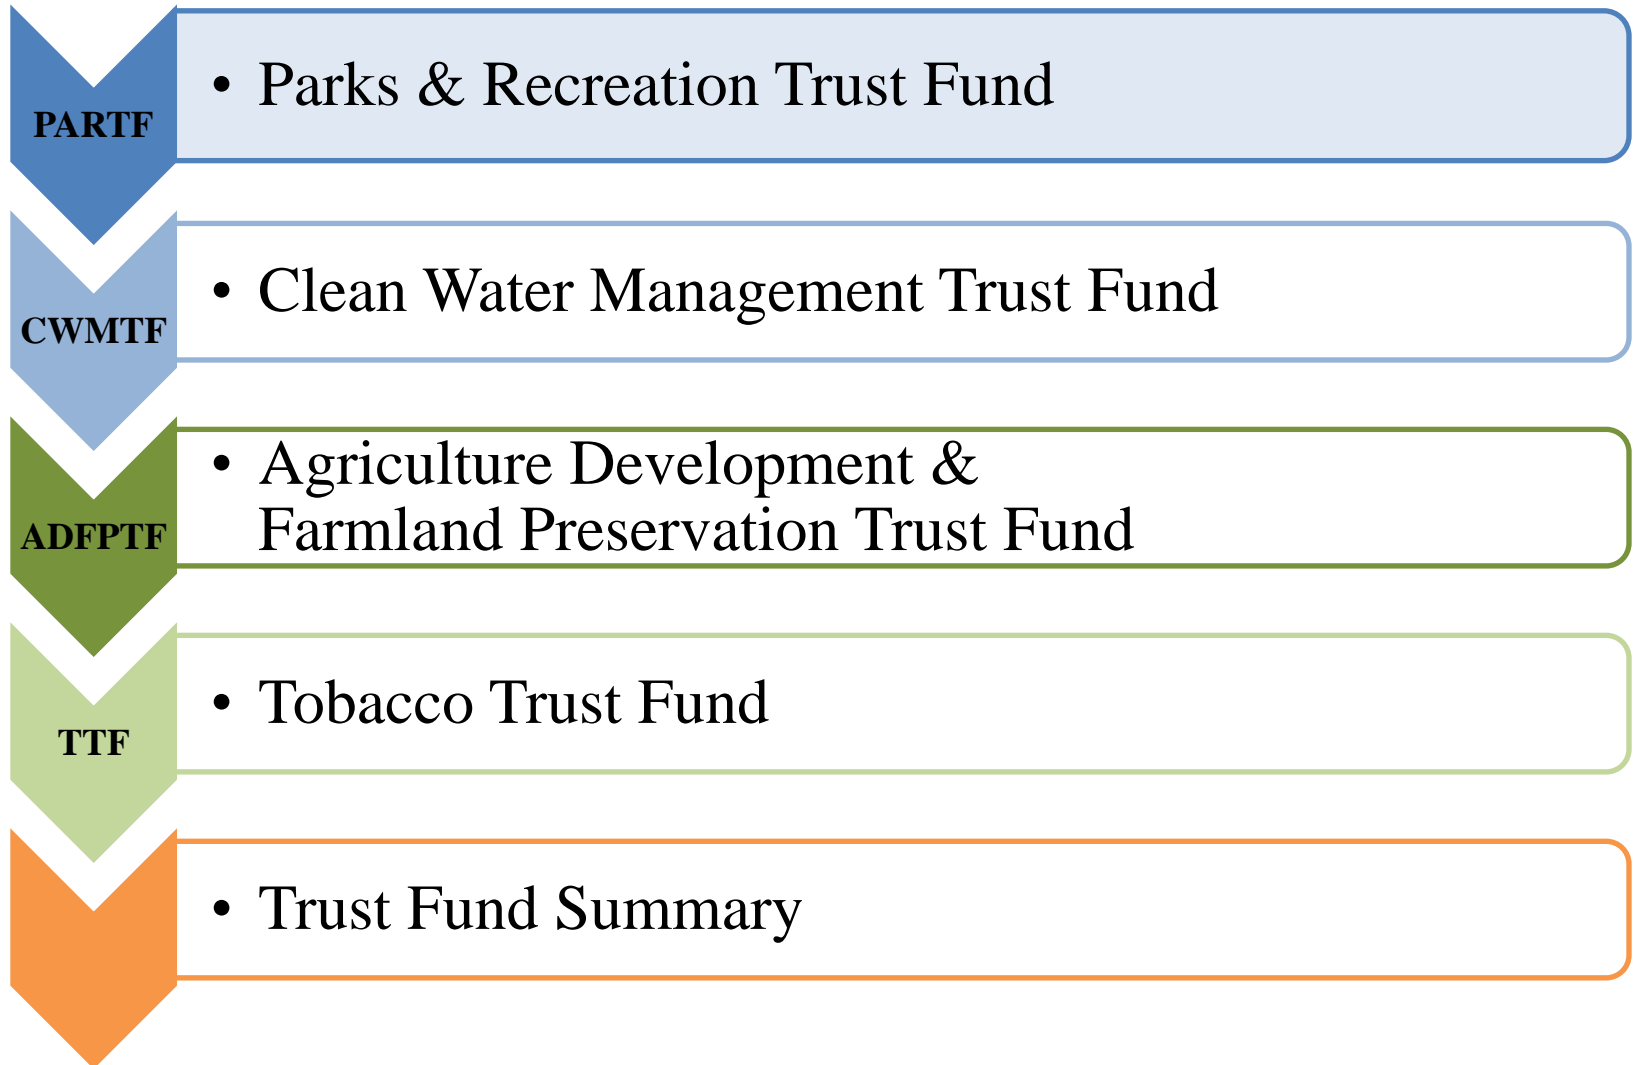 PARTF
• Parks & Recreation Trust Fund
CWMTF
• Clean Water Management Trust Fund
ADFPTF
• Agriculture Development &
Farmland Preservation Trust Fund
TTF
• Tobacco Trust Fund
• Trust Fund Summary